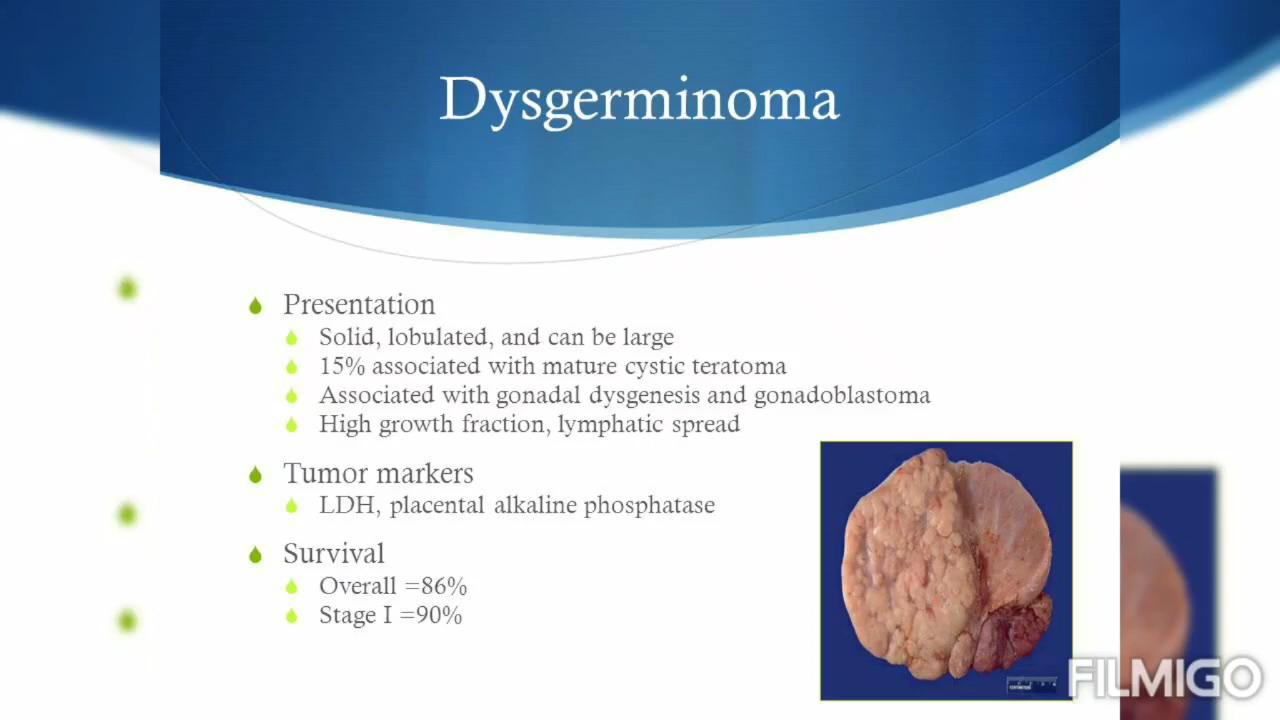 Dysgerminoma
Presentation
Solid, lobulated, and can be large
15% associated with mature cystic teratoma
Associated with gonadal dysgenesis and gonadoblastoma
High growth fraction, lymphatic spread
Tumor markers
LDH, placental alkaline phosphatase
Survival
Overall =86%
Stage I =90%
FILMIGO